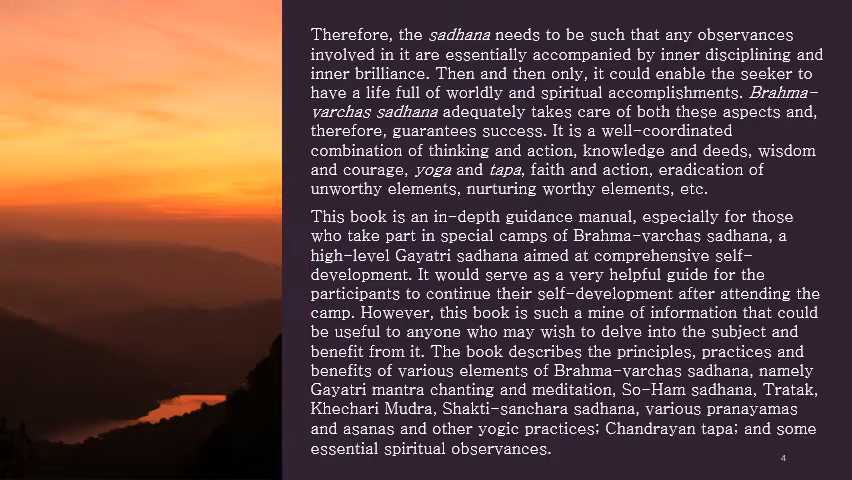 Therefore, the sadhana needs to be such that any observances
involved in it are essentially accompanied by inner disciplining and
inner brilliance. Then and then only, it could enable the seeker to
have a life full of worldly and spiritual accomplishments. Brahma-
varchas sadhana adequately takes care of both these aspects and,
therefore, guarantees success. It is a well-coordinated
combination of thinking and action, knowledge and deeds, wisdom
and courage, yoga and tapa, faith and action, eradication of
unworthy elements, nurturing worthy elements, etc.
This book is an in-depth guidance manual, especially for those
who take part in special camps of Brahma-varchas sadhana, a
high-level Gayatri sadhana aimed at comprehensive self-
development. It would serve as a very helpful guide for the
participants to continue their self-development after attending the
camp. However, this book is such a mine of information that could
be useful to anyone who may wish to delve into the subject and
benefit from it. The book describes the principles, practices and
benefits of various elements of Brahma-varchas sadhana, namely
Gayatri mantra chanting and meditation, So-Ham sadhana, Tratak,
Khechari Mudra, Shakti-sanchara sadhana, various pranayamas
and asanas and other yogic practices; Chandrayan tapa; and some
essential spiritual observances.
4